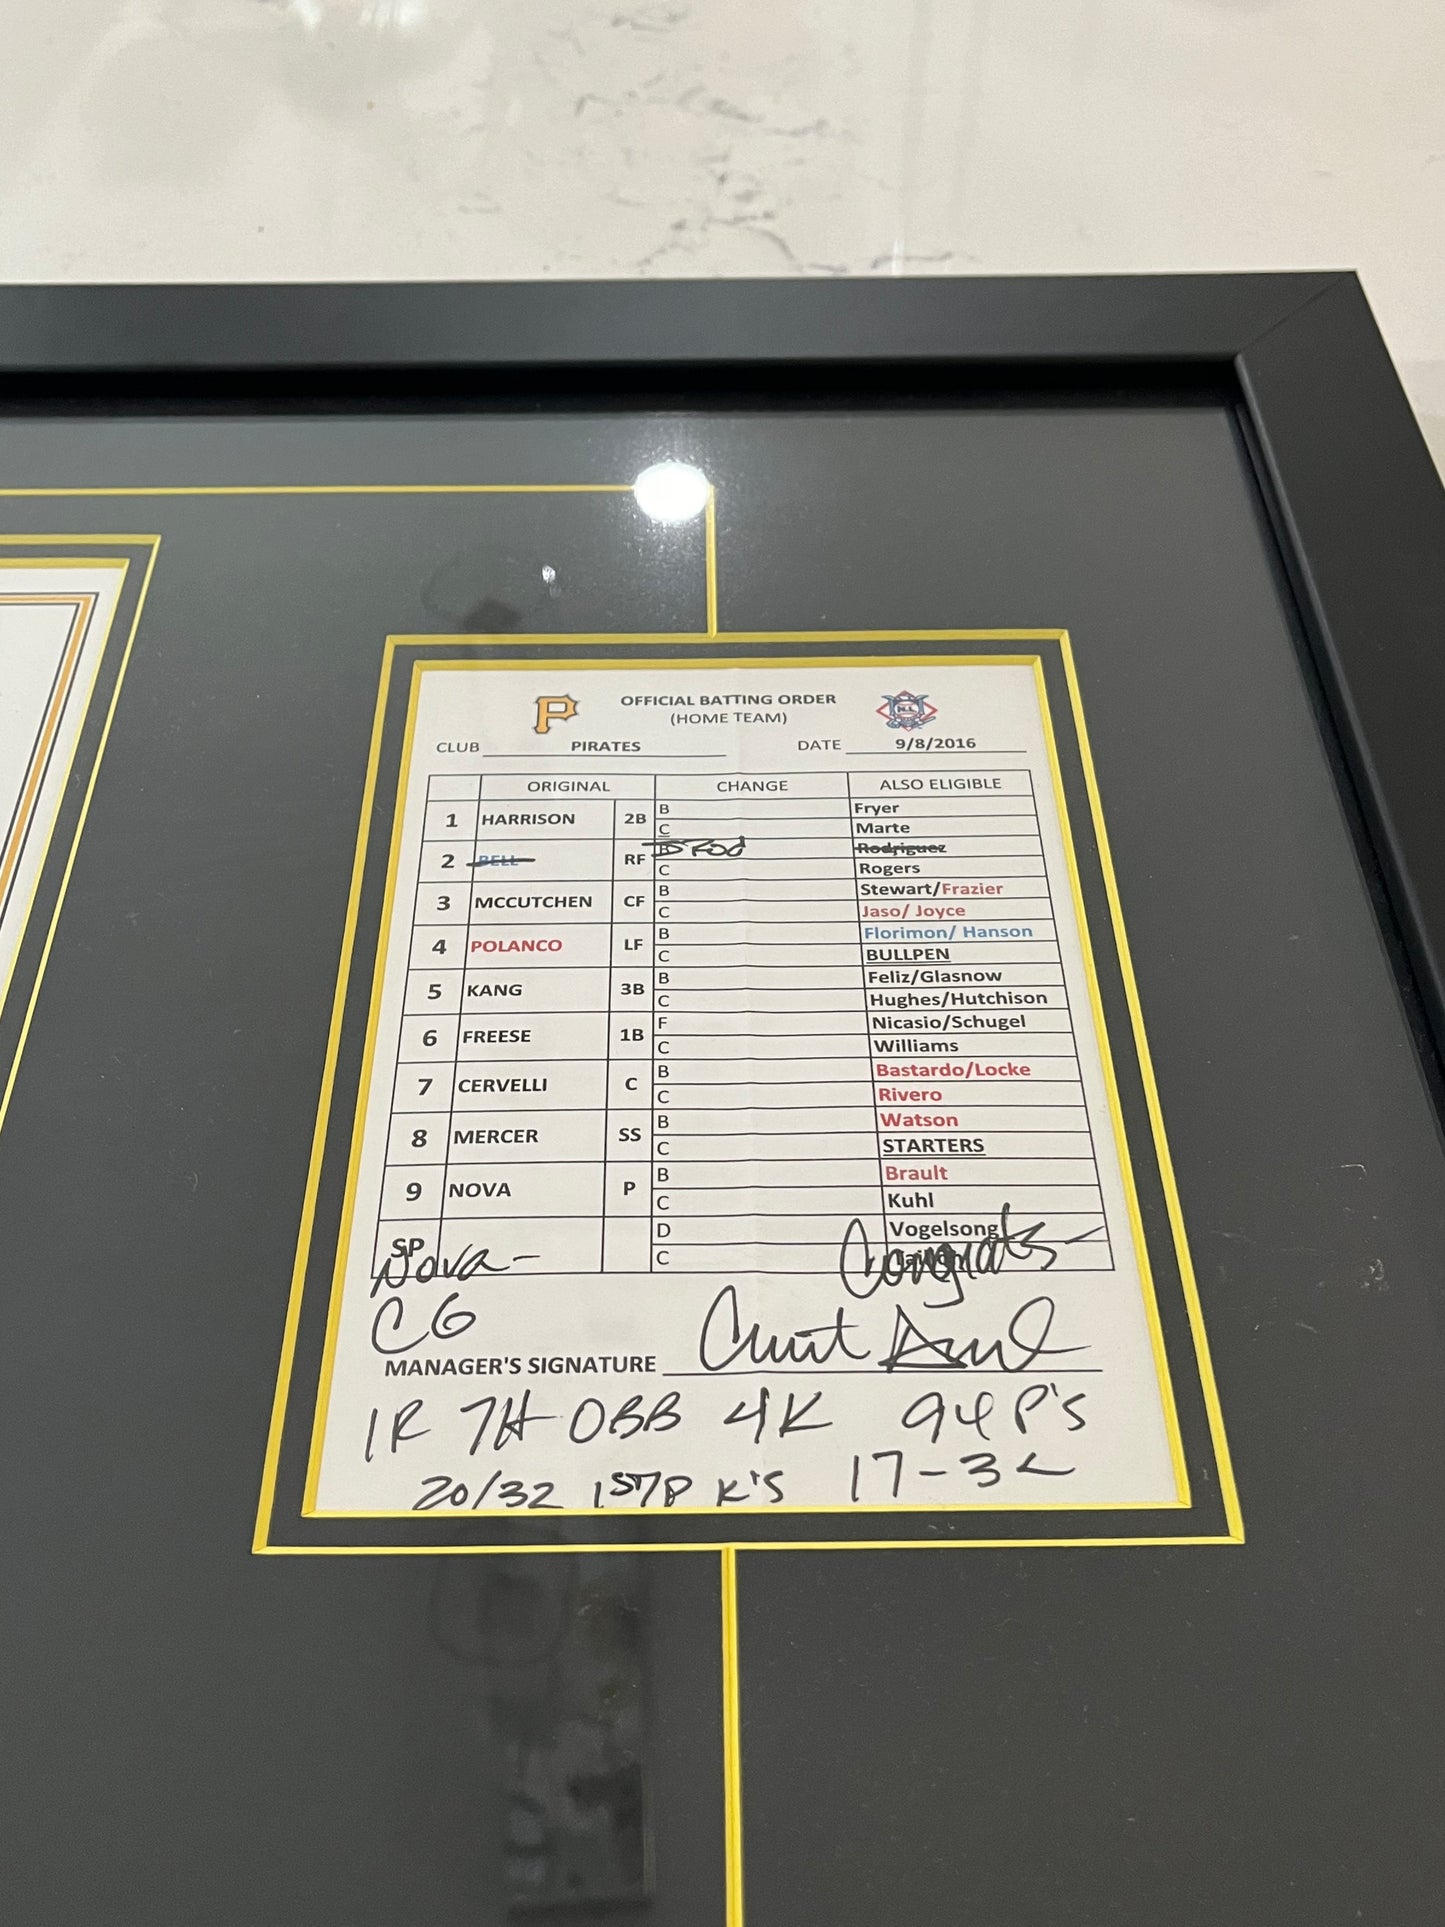 P
OFFICIAL BATTING ORDER
(HOME TEAM)
N.L.
CLUB PIRATES DATE 9/8/2016
ORIGINAL CHANGE ALSO ELIGIBLE
1 HARRISON 2B B Fryer
C Marte
2 BELL RF B ROD Rodriguez
C Rogers
3 MCCUTCHEN CF B Stewart/Frazier
C Jaso/ Joyce
4 POLANCO LF B Florimon/ Hanson
C BULLPEN
5 KANG 3B B Feliz/Glasnow
C Hughes/Hutchison
6 FREESE 1B F Nicasio/Schugel
C Williams
7 CERVELLI C B Bastardo/Locke
C Rivero
8 MERCER SS B Watson
C STARTERS
9 NOVA P B Brault
C Kuhl
SP D Vogelsong
C
Nova - Congrats -
CG
MANAGER'S SIGNATURE
1R 7H 0BB 4K 94 P'S
20/32 1STP K'S 17-3 <